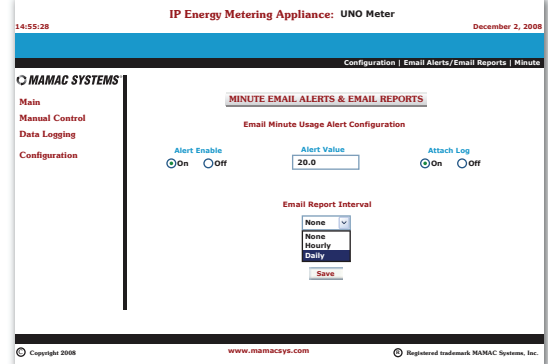 IP Energy Metering Appliance: UNO Meter
14:55:28
December 2, 2008
Configuration | Email Alerts/Email Reports | Minute
MAMAC SYSTEMS
Main
Manual Control
Data Logging
Configuration
MINUTE EMAIL ALERTS & EMAIL REPORTS
Email Minute Usage Alert Configuration
Alert Enable Alert Value Attach Log
On Off 20.0 On Off
Email Report Interval
None
None
Hourly
Daily
Save
© Copyright 2008 www.mamacsys.com ® Registered trademark MAMAC Systems, Inc.